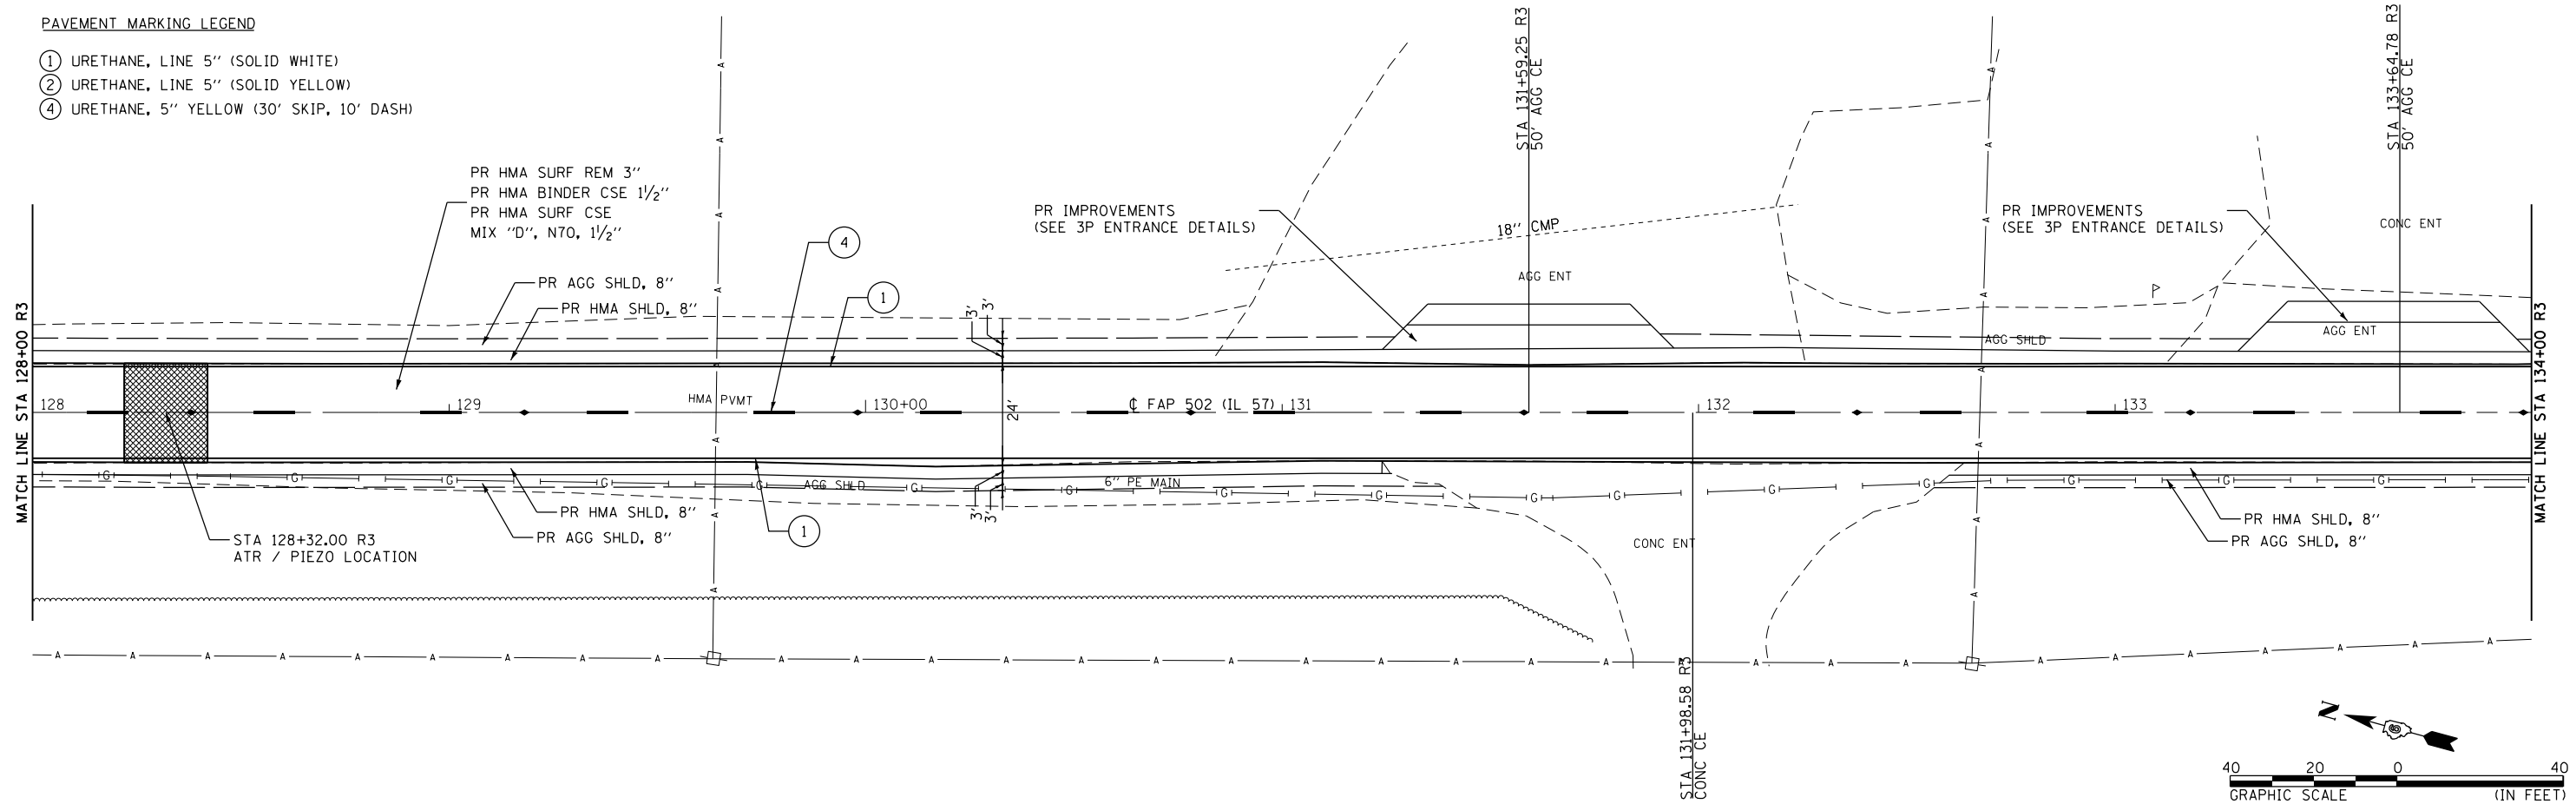 PAVEMENT MARKING LEGEND
1 URETHANE, LINE 5" (SOLID WHITE)
2 URETHANE, LINE 5" (SOLID YELLOW)
4 URETHANE, 5" YELLOW (30' SKIP, 10' DASH)
STA 131+59.25 R3
50' AGG CE
STA 133+64.78 R3
50' AGG CE
PR HMA SURF REM 3"
PR HMA BINDER CSE 1 1/2"
PR HMA SURF CSE
MIX "D", N70, 1 1/2"
PR IMPROVEMENTS
(SEE 3P ENTRANCE DETAILS)
18" CMP
PR IMPROVEMENTS
(SEE 3P ENTRANCE DETAILS)
CONC ENT
4
AGG ENT
PR AGG SHLD, 8"
1
PR HMA SHLD, 8"
3'
3'
AGG SHLD
AGG ENT
MATCH LINE STA 128+00 R3
MATCH LINE STA 134+00 R3
128
129
HMA PVMT
130+00
24'
℄ FAP 502 (IL 57)
131
132
133
AGG SHLD
6" PE MAIN
3'
3'
PR HMA SHLD, 8"
PR AGG SHLD, 8"
1
STA 128+32.00 R3
ATR / PIEZO LOCATION
CONC ENT
PR HMA SHLD, 8"
PR AGG SHLD, 8"
STA 131+98.58 R3
CONC CE
N
40 20 0 40
GRAPHIC SCALE (IN FEET)
A A A A A A A A A
G G G G G G G G G G G G G G G
A A A A A A A A A A A A A A A A A A A A A A A A A A A A A A A A A